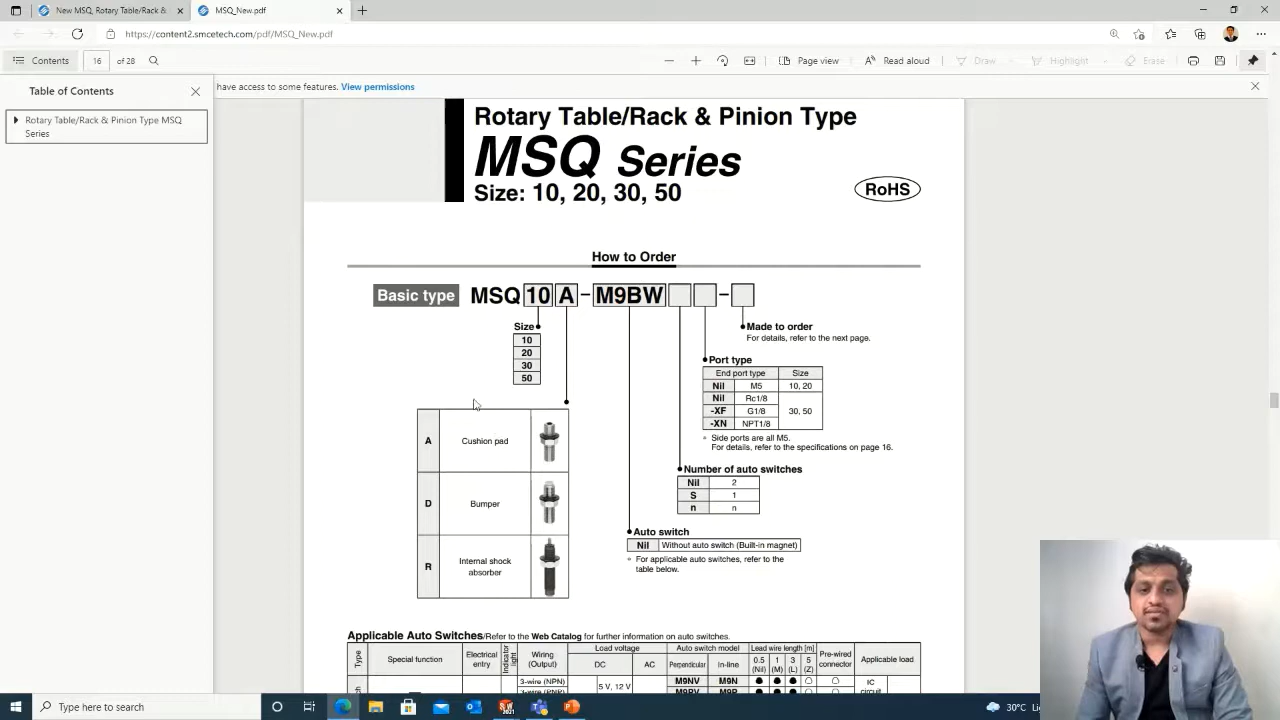 New MSQ, Rotary Table/Rack &
MSQ_New.pdf
https://content2.smcetech.com/pdf/MSQ_New.pdf
Contents
16
of 28
Page view
Read aloud
Draw
Highlight
Erase
Table of Contents
have access to some features. View permissions
Rotary Table/Rack & Pinion Type MSQ
Series
Rotary Table/Rack & Pinion Type
MSQ Series
Size: 10, 20, 30, 50
RoHS
How to Order
Basic type MSQ 10 A – M9BW –
Size
10
20
30
50
Made to order
For details, refer to the next page.
Port type
End port type Size
Nil M5 10, 20
Nil Rc1/8
-XF G1/8 30, 50
-XN NPT1/8
* Side ports are all M5.
For details, refer to the specifications on page 16.
A Cushion pad
D Bumper
R Internal shock
absorber
Number of auto switches
Nil 2
S 1
n n
Auto switch
Nil Without auto switch (Built-in magnet)
* For applicable auto switches, refer to the
table below.
Applicable Auto Switches/Refer to the Web Catalog for further information on auto switches.
Type
Special function
Electrical
entry
Indicator
light
Wiring
(Output)
Load voltage
DC AC
Auto switch model
Perpendicular In-line
Lead wire length [m]
0.5
(Nil)
1
(M)
3
(L)
5
(Z)
Pre-wired
connector
Applicable load
3-wire (NPN) 5 V, 12 V M9NV M9N IC
circuit
3-wire (PNP) M9PV M9P
Type here to search
30°C